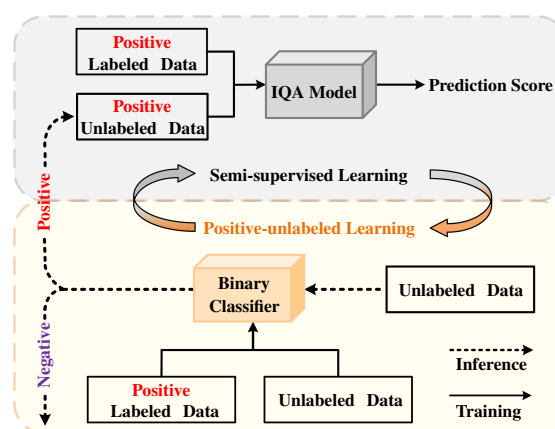 Positive
Labeled Data
IQA Model
Prediction Score
Positive
Unlabeled Data
Semi-supervised Learning
Positive-unlabeled Learning
Positive
Negative
Binary
Classifier
Unlabeled Data
Inference
Training
Positive
Labeled Data
Unlabeled Data